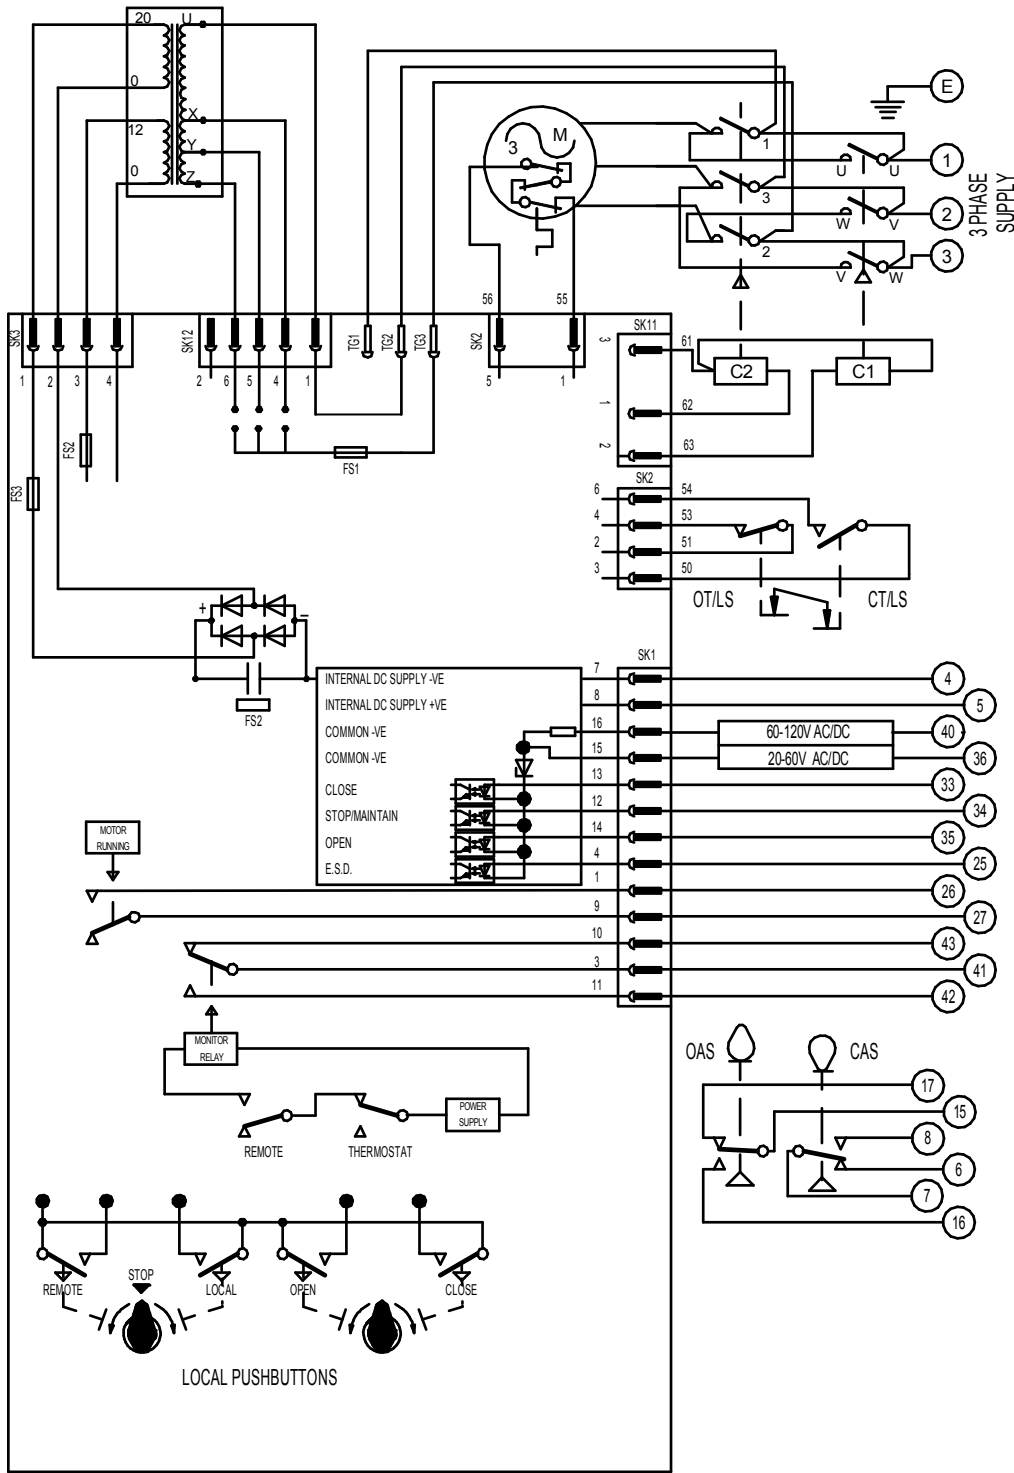 20
U
0
12
X
Y
0
Z
E
M
3
1
U
U
1
3
W
V
2
2
V
W
3
3 PHASE
SUPPLY
56
55
SK3
SK12
TG1
TG2
TG3
SK2
SK11
1
2
3
4
2
6
5
4
1
5
1
3
61
C2
C1
1
62
2
63
FS2
FS3
FS1
SK2
6
54
4
53
2
51
3
50
OT/LS
CT/LS
+
–
FS2
SK1
INTERNAL DC SUPPLY -VE
7
4
INTERNAL DC SUPPLY +VE
8
5
COMMON -VE
16
60-120V AC/DC
40
COMMON -VE
15
20-60V AC/DC
36
CLOSE
13
33
STOP/MAINTAIN
12
34
OPEN
14
35
E.S.D.
4
25
MOTOR
RUNNING
1
26
9
27
10
43
3
41
11
42
MONITOR
RELAY
REMOTE
THERMOSTAT
POWER
SUPPLY
OAS
CAS
17
15
8
6
7
16
REMOTE
STOP
LOCAL
OPEN
CLOSE
LOCAL PUSHBUTTONS